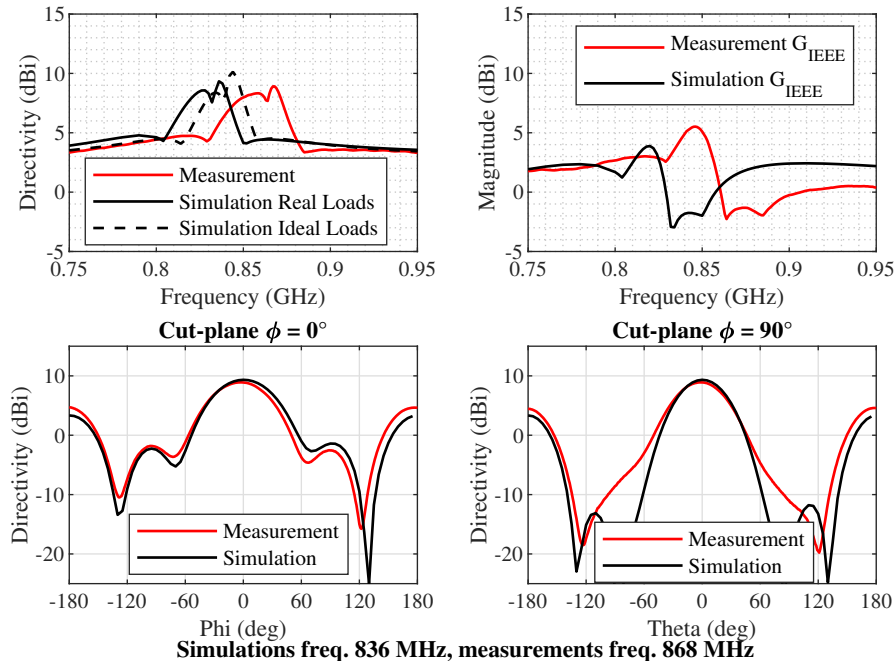 15
10
5
0
-5
Directivity (dBi)
Measurement
Simulation Real Loads
Simulation Ideal Loads
0.75 0.8 0.85 0.9 0.95
Frequency (GHz)
15
10
5
0
-5
Magnitude (dBi)
Measurement G_IEEE
Simulation G_IEEE
0.75 0.8 0.85 0.9 0.95
Frequency (GHz)
Cut-plane ϕ = 0°
10
0
-10
-20
Directivity (dBi)
Measurement
Simulation
-180 -120 -60 0 60 120 180
Phi (deg)
Cut-plane ϕ = 90°
10
0
-10
-20
Directivity (dBi)
Measurement
Simulation
-180 -120 -60 0 60 120 180
Theta (deg)
Simulations freq. 836 MHz, measurements freq. 868 MHz